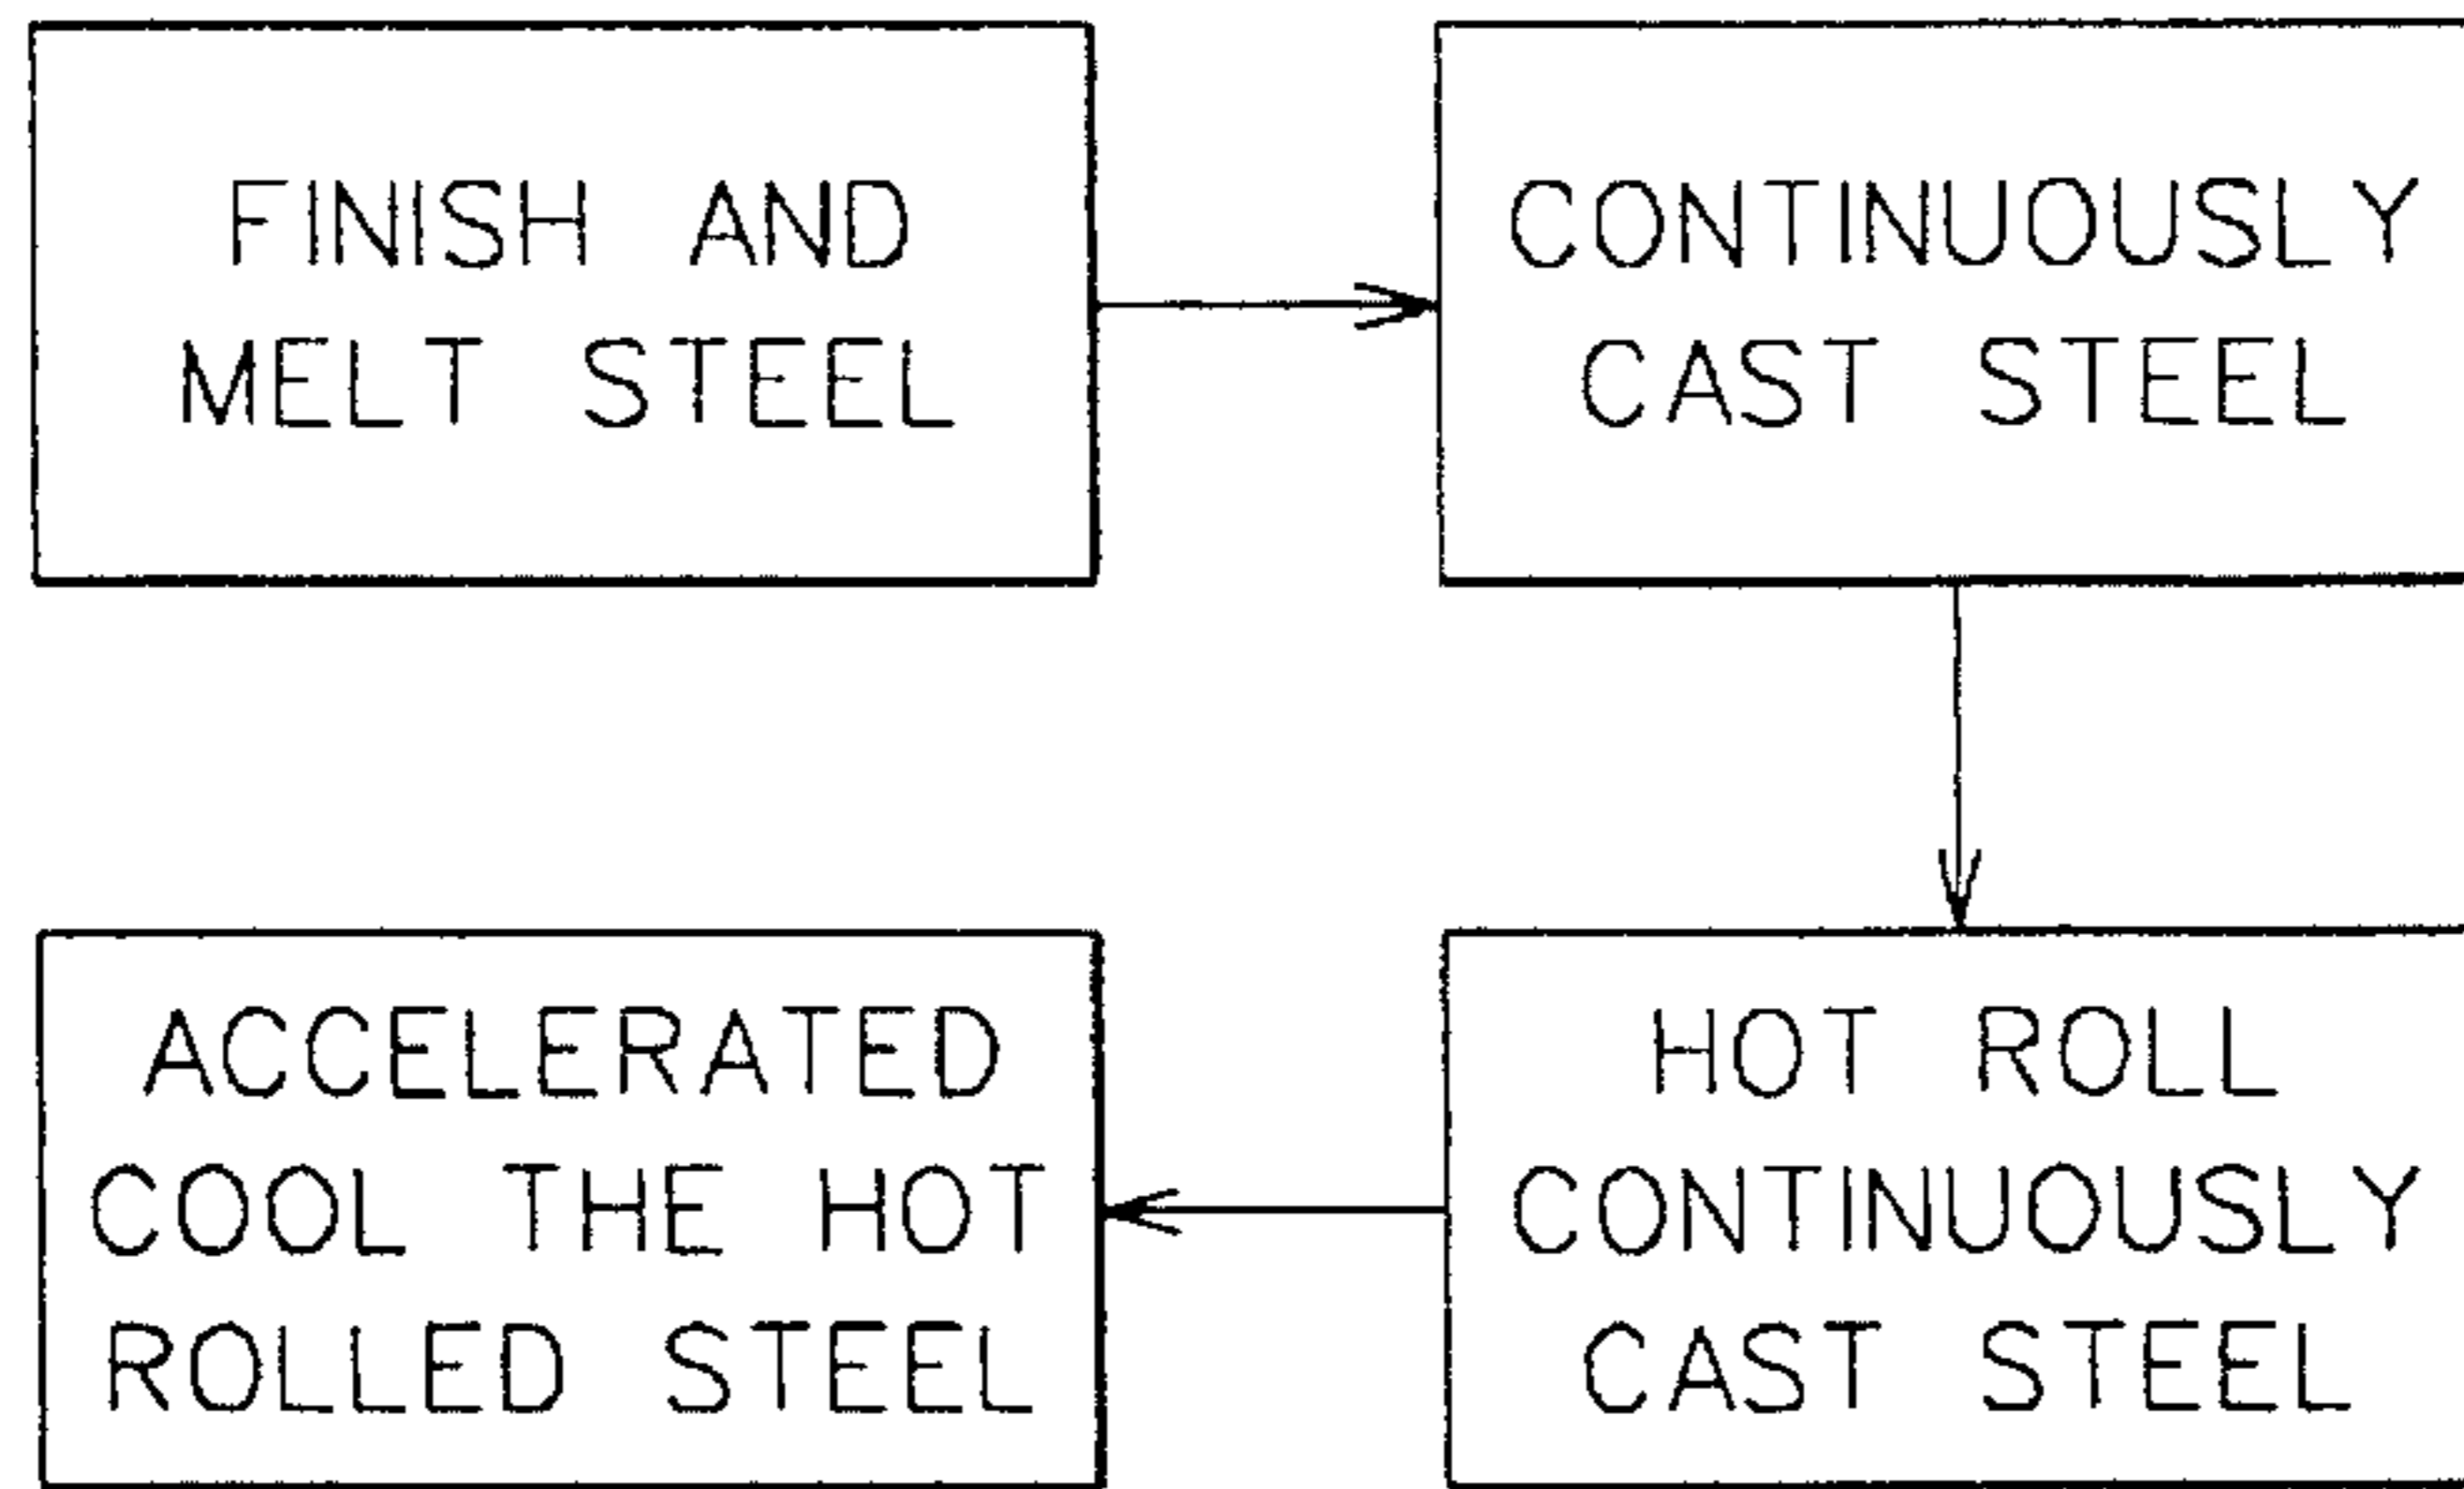 FINISH AND
MELT STEEL
CONTINUOUSLY
CAST STEEL
HOT ROLL
CONTINUOUSLY
CAST STEEL
ACCELERATED
COOL THE HOT
ROLLED STEEL